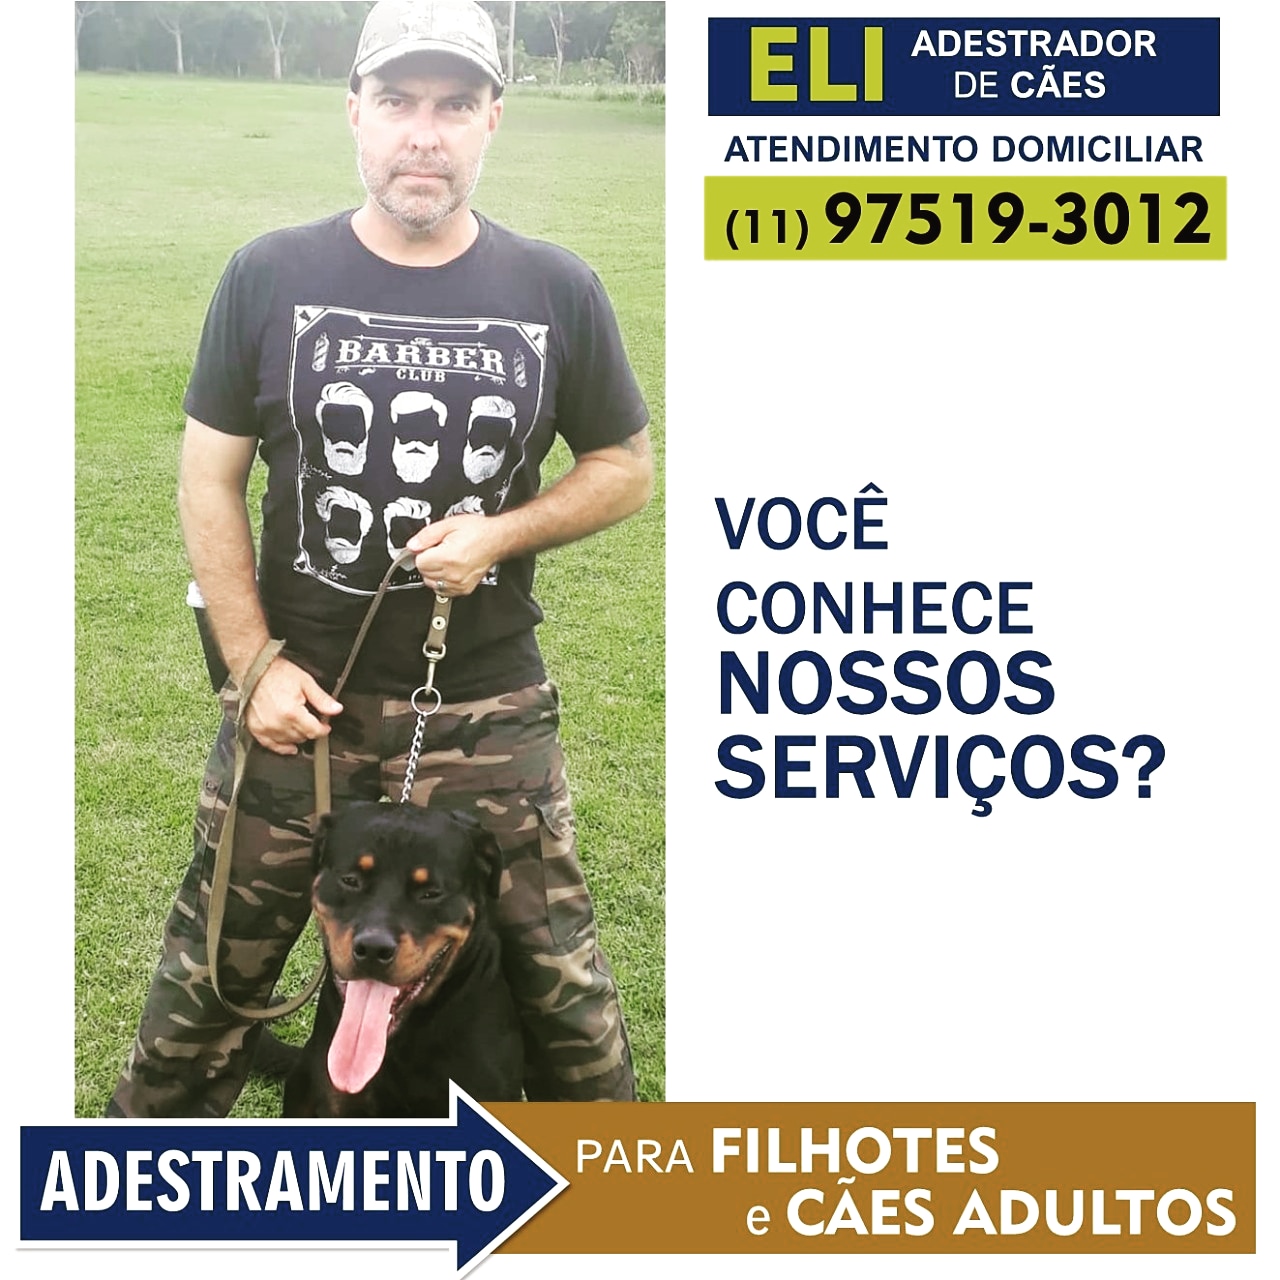 ELI ADESTRADOR
DE CÃES
ATENDIMENTO DOMICILIAR
(11) 97519-3012
BARBER
CLUB
VOCÊ
CONHECE
NOSSOS
SERVIÇOS?
ADESTRAMENTO
PARA FILHOTES
e CÃES ADULTOS